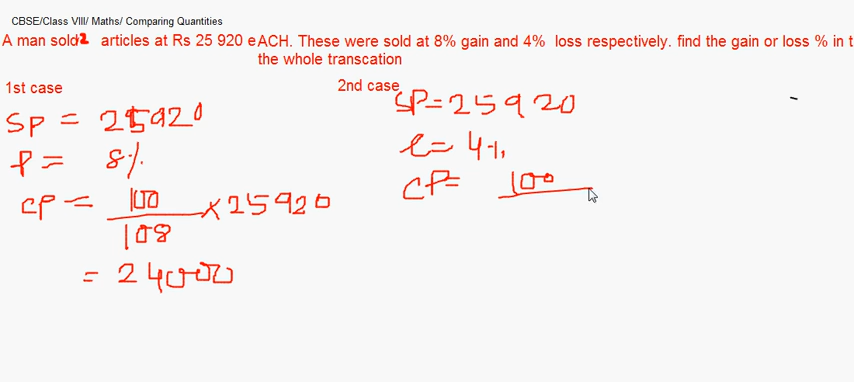 CBSE/Class VIII/ Maths/ Comparing Quantities
A man sold 2 articles at Rs 25 920 eACH. These were sold at 8% gain and 4% loss respectively. find the gain or loss % in t
the whole transcation
1st case
SP = 25920
P = 8%
CP = 100/108 × 25920
= 24000
2nd case
SP = 25920
l = 4%
CP = 100